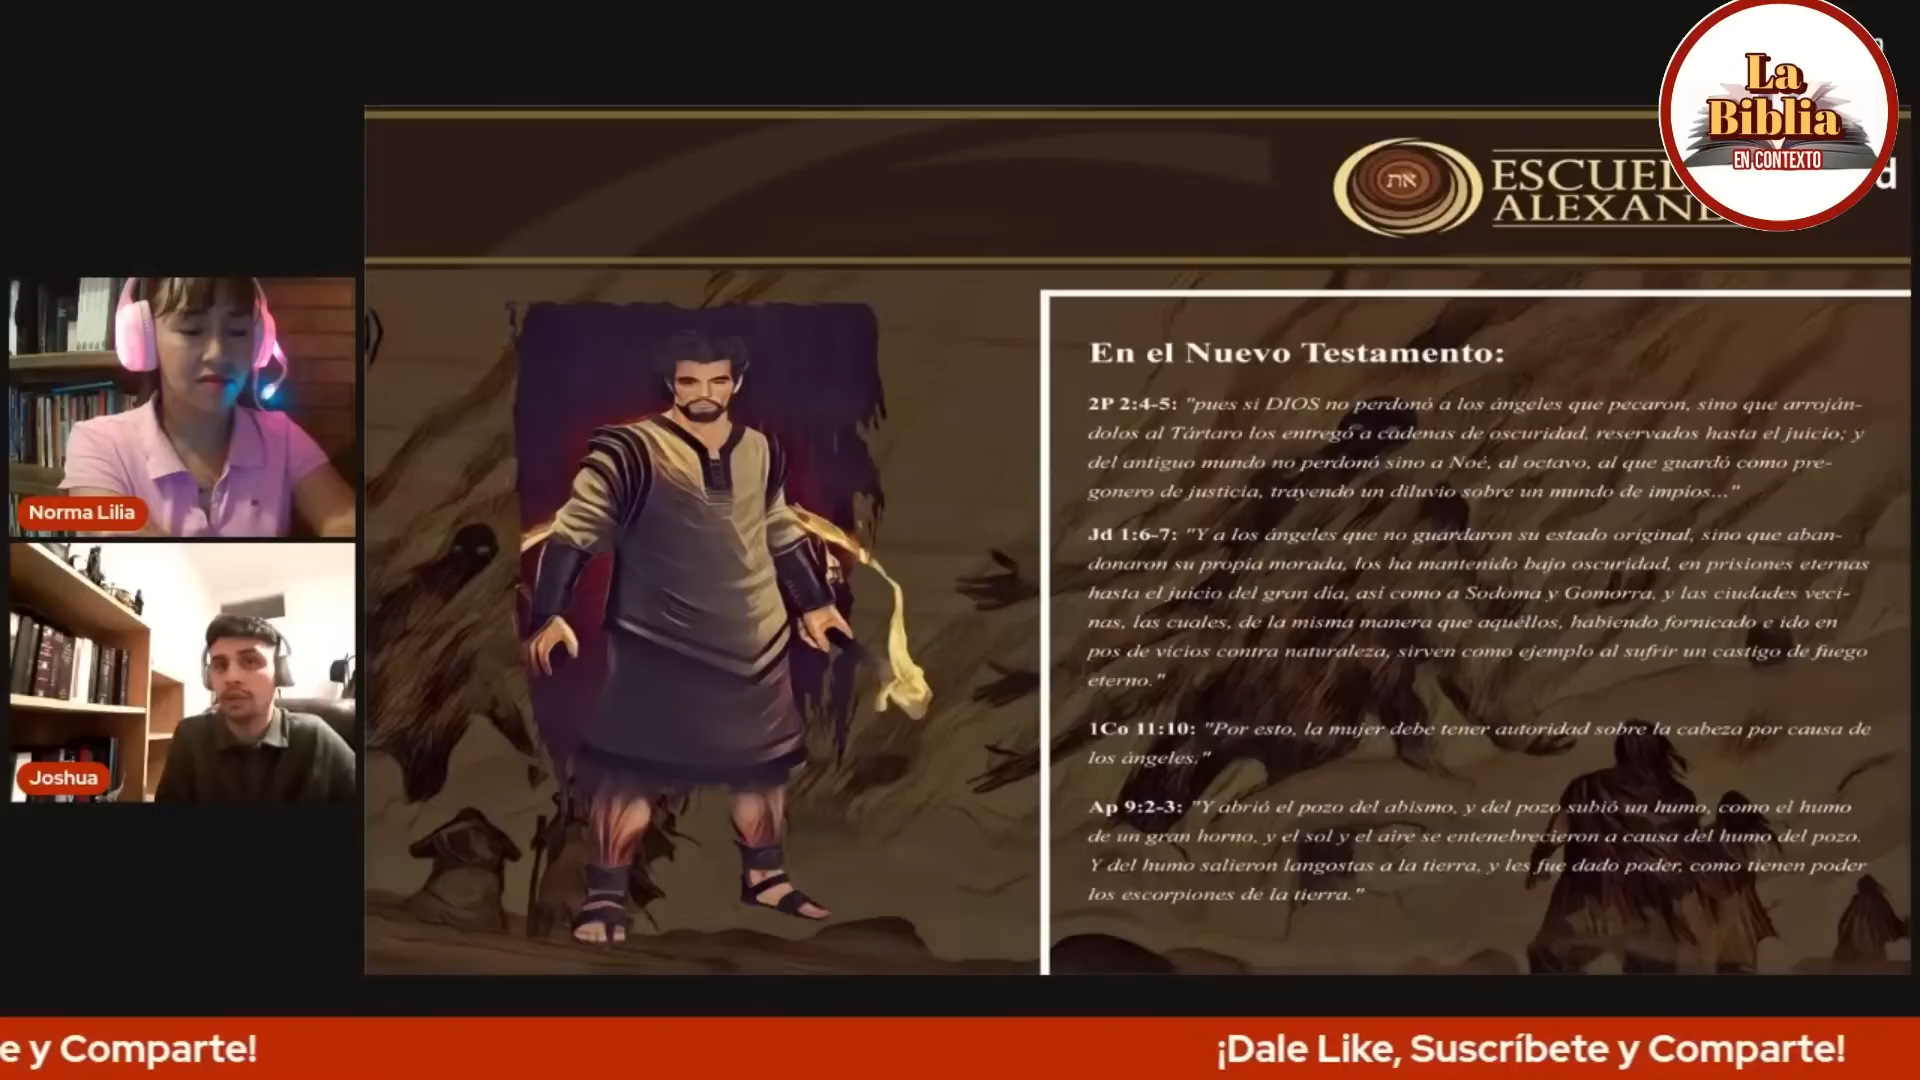 La
Biblia
EN CONTEXTO
את
ESCUEL
ALEXAN
d
En el Nuevo Testamento:
2P 2:4-5: "pues si DIOS no perdonó a los ángeles que pecaron, sino que arroján-
dolos al Tártaro los entregó a cadenas de oscuridad, reservados hasta el juicio; y
del antiguo mundo no perdonó sino a Noé, al octavo, al que guardó como pre-
gonero de justicia, trayendo un diluvio sobre un mundo de impíos..."
Jd 1:6-7: "Y a los ángeles que no guardaron su estado original, sino que aban-
donaron su propia morada, los ha mantenido bajo oscuridad, en prisiones eternas
hasta el juicio del gran día, así como a Sodoma y Gomorra, y las ciudades veci-
nas, las cuales, de la misma manera que aquéllos, habiendo fornicado e ido en
pos de vicios contra naturaleza, sirven como ejemplo al sufrir un castigo de fuego
eterno."
1Co 11:10: "Por esto, la mujer debe tener autoridad sobre la cabeza por causa de
los ángeles."
Ap 9:2-3: "Y abrió el pozo del abismo, y del pozo subió un humo, como el humo
de un gran horno, y el sol y el aire se entenebrecieron a causa del humo del pozo.
Y del humo salieron langostas a la tierra, y les fue dado poder, como tienen poder
los escorpiones de la tierra."
Norma Lilia
Joshua
e y Comparte!
¡Dale Like, Suscríbete y Comparte!